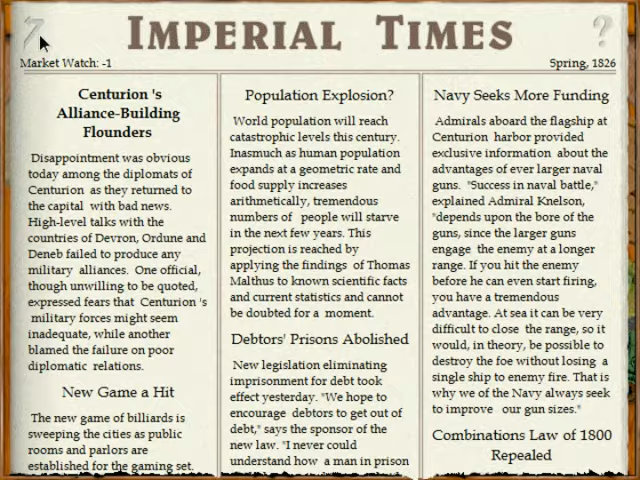 IMPERIAL TIMES
?
Market Watch: -1
Spring, 1826
Centurion 's
Alliance-Building
Flounders
Disappointment was obvious
today among the diplomats of
Centurion as they returned to
the capital with bad news.
High-level talks with the
countries of Devron, Ordune and
Deneb failed to produce any
military alliances. One official,
though unwilling to be quoted,
expressed fears that Centurion 's
military forces might seem
inadequate, while another
blamed the failure on poor
diplomatic relations.
New Game a Hit
The new game of billiards is
sweeping the cities as public
rooms and parlors are
established for the gaming set.
Population Explosion?
World population will reach
catastrophic levels this century.
Inasmuch as human population
expands at a geometric rate and
food supply increases
arithmetically, tremendous
numbers of people will starve
in the next few years. This
projection is reached by
applying the findings of Thomas
Malthus to known scientific facts
and current statistics and cannot
be doubted for a moment.
Debtors' Prisons Abolished
New legislation eliminating
imprisonment for debt took
effect yesterday. "We hope to
encourage debtors to get out of
debt," says the sponsor of the
new law. "I never could
understand how a man in prison
Navy Seeks More Funding
Admirals aboard the flagship at
Centurion harbor provided
exclusive information about the
advantages of ever larger naval
guns. "Success in naval battle,"
explained Admiral Knelson,
"depends upon the bore of the
guns, since the larger guns
engage the enemy at a longer
range. If you hit the enemy
before he can even start firing,
you have a tremendous
advantage. At sea it can be very
difficult to close the range, so it
would, in theory, be possible to
destroy the foe without losing a
single ship to enemy fire. That is
why we of the Navy always seek
to improve our gun sizes."
Combinations Law of 1800
Repealed